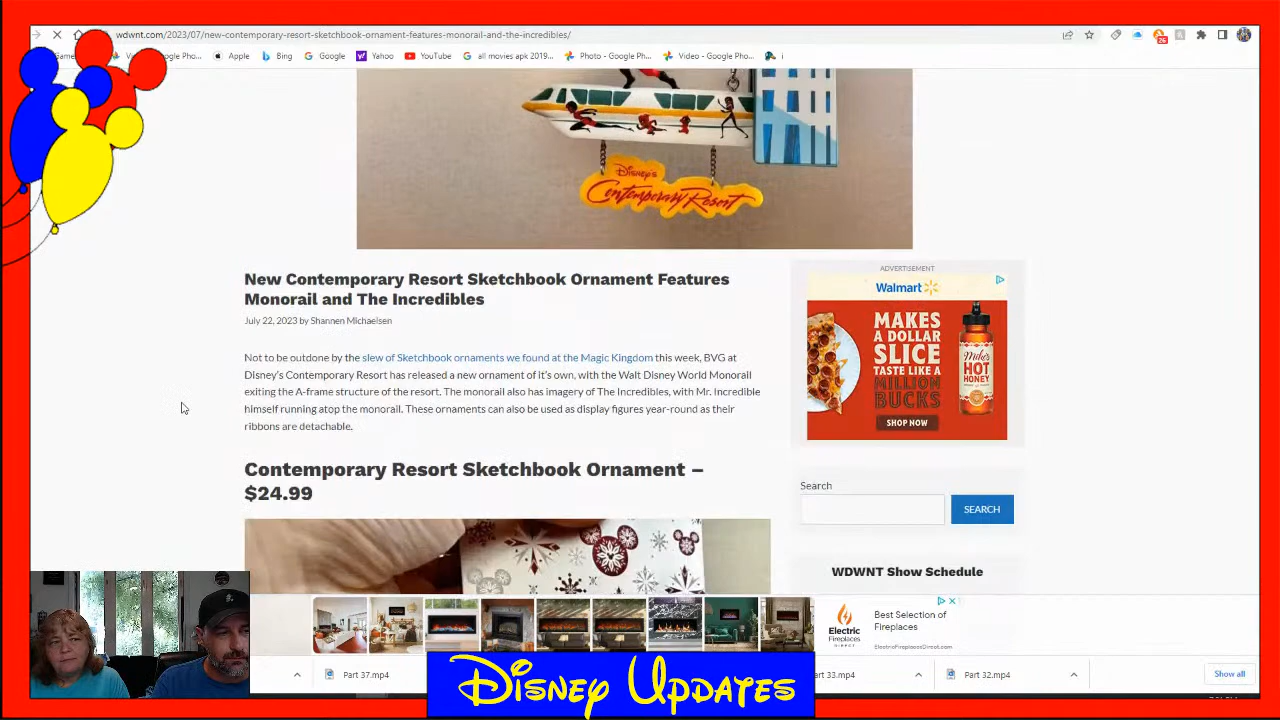 wdwnt.com/2023/07/new-contemporary-resort-sketchbook-ornament-features-monorail-and-the-incredibles/
26
Apple
Bing
Google
Yahoo
YouTube
all movies apk 2019...
Photo - Google Pho...
Video - Google Pho...
Disney's
Contemporary Resort
New Contemporary Resort Sketchbook Ornament Features
Monorail and The Incredibles
July 22, 2023 by Shannen Michaelsen
Not to be outdone by the slew of Sketchbook ornaments we found at the Magic Kingdom this week, BVG at
Disney's Contemporary Resort has released a new ornament of it's own, with the Walt Disney World Monorail
exiting the A-frame structure of the resort. The monorail also has imagery of The Incredibles, with Mr. Incredible
himself running atop the monorail. These ornaments can also be used as display figures year-round as their
ribbons are detachable.
Contemporary Resort Sketchbook Ornament –
$24.99
ADVERTISEMENT
Walmart
MAKES
A DOLLAR
SLICE
TASTE LIKE A
MILLION
BUCKS
SHOP NOW
Mike's
HOT
HONEY
Search
SEARCH
WDWNT Show Schedule
Electric
Fireplaces
DIRECT
Best Selection of
Fireplaces
ElectricFireplacesDirect.com
Part 37.mp4
Part 33.mp4
Part 32.mp4
Show all
Disney Updates